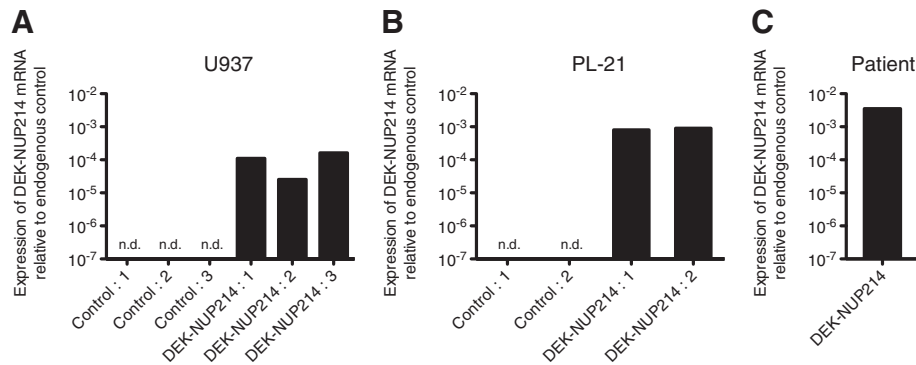 A
U937
Expression of DEK-NUP214 mRNA
relative to endogenous control
10-2
10-3
10-4
10-5
10-6
10-7
n.d.
n.d.
n.d.
Control : 1
Control : 2
Control : 3
DEK-NUP214 : 1
DEK-NUP214 : 2
DEK-NUP214 : 3
B
PL-21
Expression of DEK-NUP214 mRNA
relative to endogenous control
10-2
10-3
10-4
10-5
10-6
10-7
n.d.
n.d.
Control : 1
Control : 2
DEK-NUP214 : 1
DEK-NUP214 : 2
C
Patient
Expression of DEK-NUP214 mRNA
relative to endogenous control
10-2
10-3
10-4
10-5
10-6
10-7
DEK-NUP214